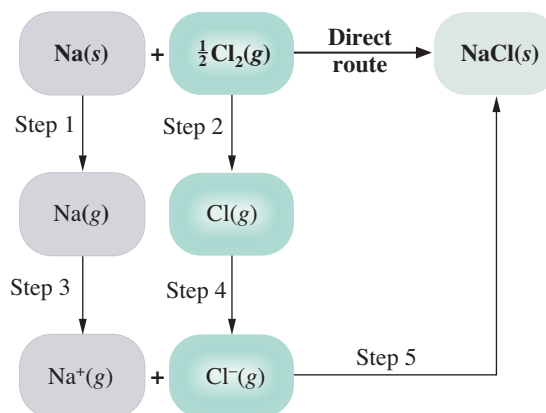 Na(s) + ½Cl₂(g) Direct route NaCl(s)
Step 1 Step 2
Na(g) Cl(g)
Step 3 Step 4
Na⁺(g) + Cl⁻(g) Step 5